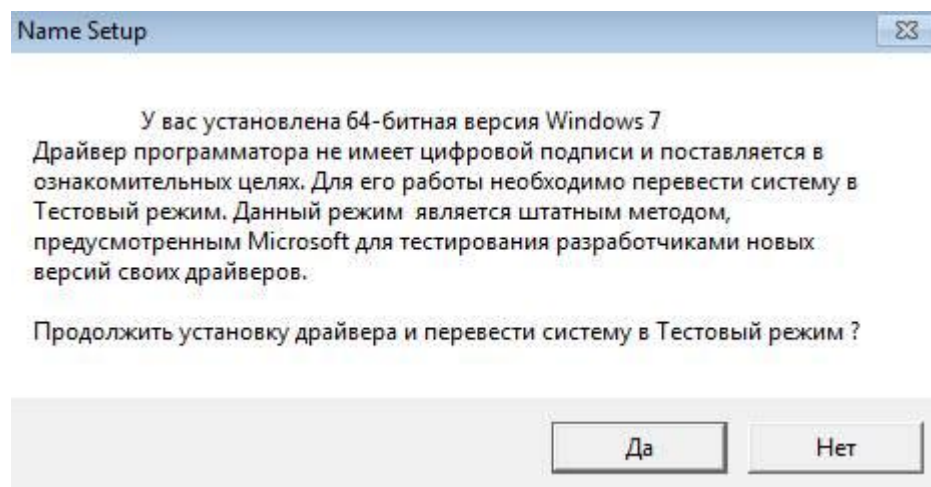 Name Setup
У вас установлена 64-битная версия Windows 7
Драйвер программатора не имеет цифровой подписи и поставляется в
ознакомительных целях. Для его работы необходимо перевести систему в
Тестовый режим. Данный режим является штатным методом,
предусмотренным Microsoft для тестирования разработчиками новых
версий своих драйверов.
Продолжить установку драйвера и перевести систему в Тестовый режим ?
Да Нет